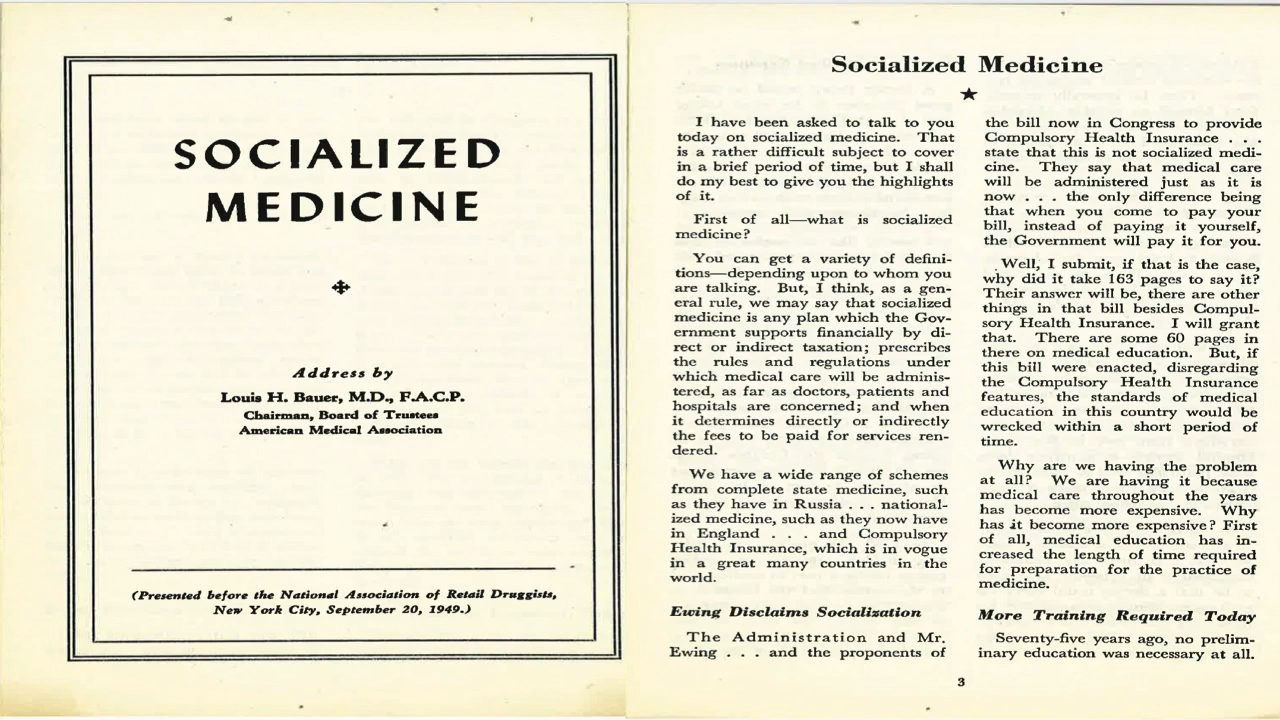 SOCIALIZED
MEDICINE
Address by
Louis H. Bauer, M.D., F.A.C.P.
Chairman, Board of Trustees
American Medical Association
(Presented before the National Association of Retail Druggists,
New York City, September 20, 1949.)
Socialized Medicine
★
I have been asked to talk to you
today on socialized medicine. That
is a rather difficult subject to cover
in a brief period of time, but I shall
do my best to give you the highlights
of it.
First of all—what is socialized
medicine?
You can get a variety of defini-
tions—depending upon to whom you
are talking. But, I think, as a gen-
eral rule, we may say that socialized
medicine is any plan which the Gov-
ernment supports financially by di-
rect or indirect taxation; prescribes
the rules and regulations under
which medical care will be adminis-
tered, as far as doctors, patients and
hospitals are concerned; and when
it determines directly or indirectly
the fees to be paid for services ren-
dered.
We have a wide range of schemes
from complete state medicine, such
as they have in Russia . . . national-
ized medicine, such as they now have
in England . . . and Compulsory
Health Insurance, which is in vogue
in a great many countries in the
world.
Ewing Disclaims Socialization
The Administration and Mr.
Ewing . . . and the proponents of
the bill now in Congress to provide
Compulsory Health Insurance . . .
state that this is not socialized medi-
cine. They say that medical care
will be administered just as it is
now . . . the only difference being
that when you come to pay your
bill, instead of paying it yourself,
the Government will pay it for you.
Well, I submit, if that is the case,
why did it take 163 pages to say it?
Their answer will be, there are other
things in that bill besides Compul-
sory Health Insurance. I will grant
that. There are some 60 pages in
there on medical education. But, if
this bill were enacted, disregarding
the Compulsory Health Insurance
features, the standards of medical
education in this country would be
wrecked within a short period of
time.
Why are we having the problem
at all? We are having it because
medical care throughout the years
has become more expensive. Why
has it become more expensive? First
of all, medical education has in-
creased the length of time required
for preparation for the practice of
medicine.
More Training Required Today
Seventy-five years ago, no prelim-
inary education was necessary at all.
3